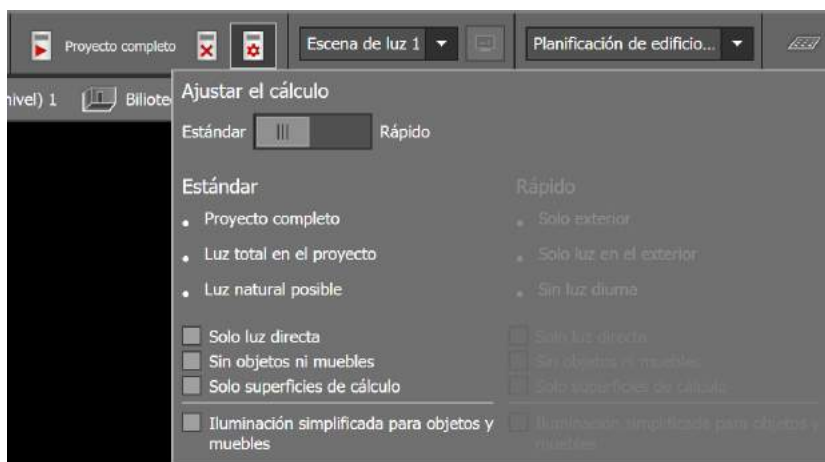 Proyecto completo
Escena de luz 1
Planificación de edificio...
nivel) 1
Bibliote
Ajustar el cálculo
Estándar
Rápido
Estándar
Rápido
Proyecto completo
Solo exterior
Luz total en el proyecto
Solo luz en el exterior
Luz natural posible
Sin luz diurna
Solo luz directa
Solo luz directa
Sin objetos ni muebles
Sin objetos ni muebles
Solo superficies de cálculo
Solo superficies de cálculo
Iluminación simplificada para objetos y
Iluminación simplificada para objetos y
muebles
muebles